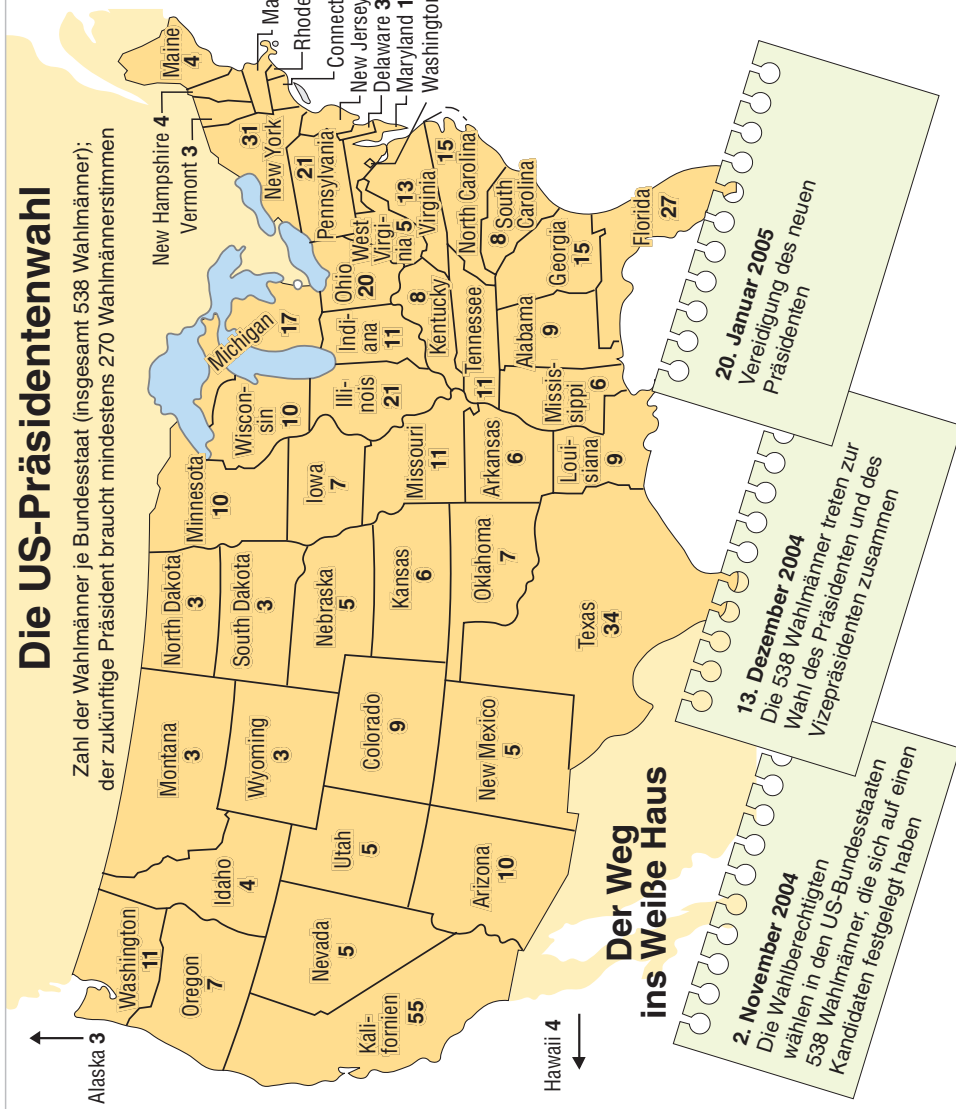 Die US-Präsidentenwahl
Zahl der Wahlmänner je Bundesstaat (insgesamt 538 Wahlmänner);
der zukünftige Präsident braucht mindestens 270 Wahlmännerstimmen
Alaska 3
Washington
11
Oregon
7
Kali-
fornien
55
Nevada
5
Idaho
4
Montana
3
Wyoming
3
Utah
5
Colorado
9
Arizona
10
New Mexico
5
North Dakota
3
South Dakota
3
Nebraska
5
Kansas
6
Oklahoma
7
Texas
34
Minnesota
10
Iowa
7
Missouri
11
Arkansas
6
Loui-
siana
9
Wiscon-
sin
10
Illi-
nois
21
Michigan
17
Indi-
ana
11
Ohio
20
Kentucky
8
Tennessee
11
Missis-
sippi
6
Alabama
9
Georgia
15
Florida
27
South
Carolina
8
North Carolina
15
Virginia
13
West
Virgi-
nia 5
Pennsylvania
21
New York
31
Vermont 3
New Hampshire 4
Maine
4
Ma
Rhode
Connect
New Jersey
Delaware 3
Maryland 1
Washington
Hawaii 4
Der Weg
ins Weiße Haus
2. November 2004
Die Wahlberechtigten
wählen in den US-Bundesstaaten
538 Wahlmänner, die sich auf einen
Kandidaten festgelegt haben
13. Dezember 2004
Die 538 Wahlmänner treten zur
Wahl des Präsidenten und des
Vizepräsidenten zusammen
20. Januar 2005
Vereidigung des neuen
Präsidenten